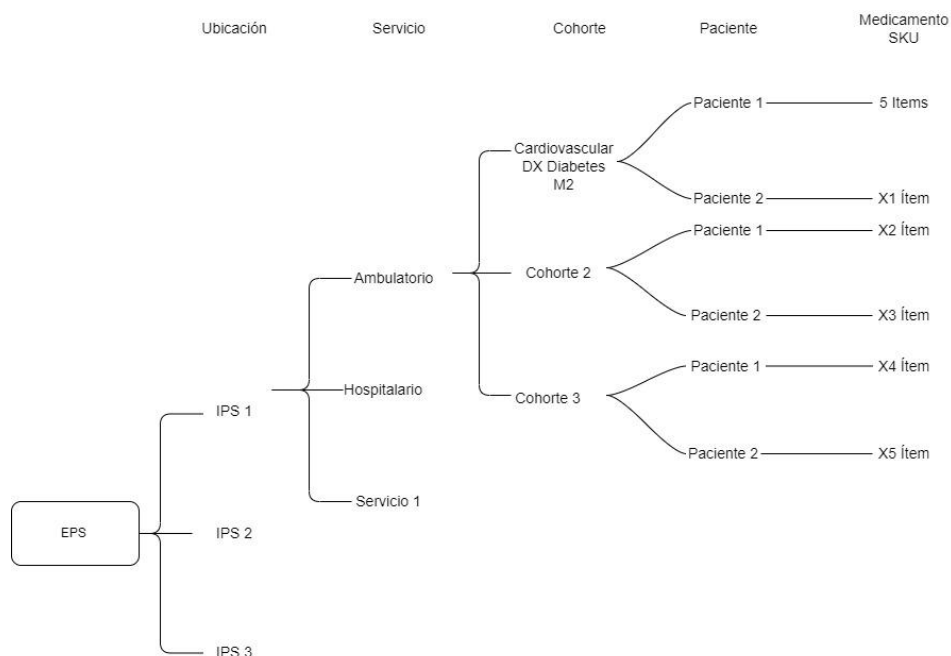 Ubicación
Servicio
Cohorte
Paciente
Medicamento
SKU
Paciente 1
5 Items
Cardiovascular
DX Diabetes
M2
Paciente 2
X1 Ítem
Paciente 1
X2 Ítem
Ambulatorio
Cohorte 2
Paciente 2
X3 Ítem
Paciente 1
X4 Ítem
Hospitalario
Cohorte 3
IPS 1
Paciente 2
X5 Ítem
Servicio 1
EPS
IPS 2
IPS 3